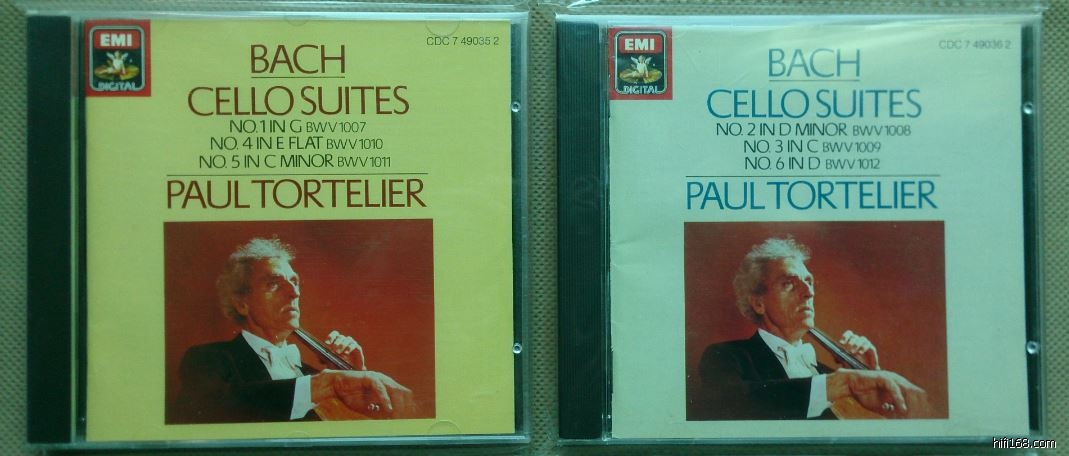 EMI
DIGITAL
CDC 7 49035 2
BACH
CELLO SUITES
NO. 1 IN G BWV 1007
NO. 4 IN E FLAT BWV 1010
NO. 5 IN C MINOR BWV 1011
PAUL TORTELIER
EMI
DIGITAL
CDC 7 49036 2
BACH
CELLO SUITES
NO. 2 IN D MINOR BWV 1008
NO. 3 IN C BWV 1009
NO. 6 IN D BWV 1012
PAUL TORTELIER
hifi168.com